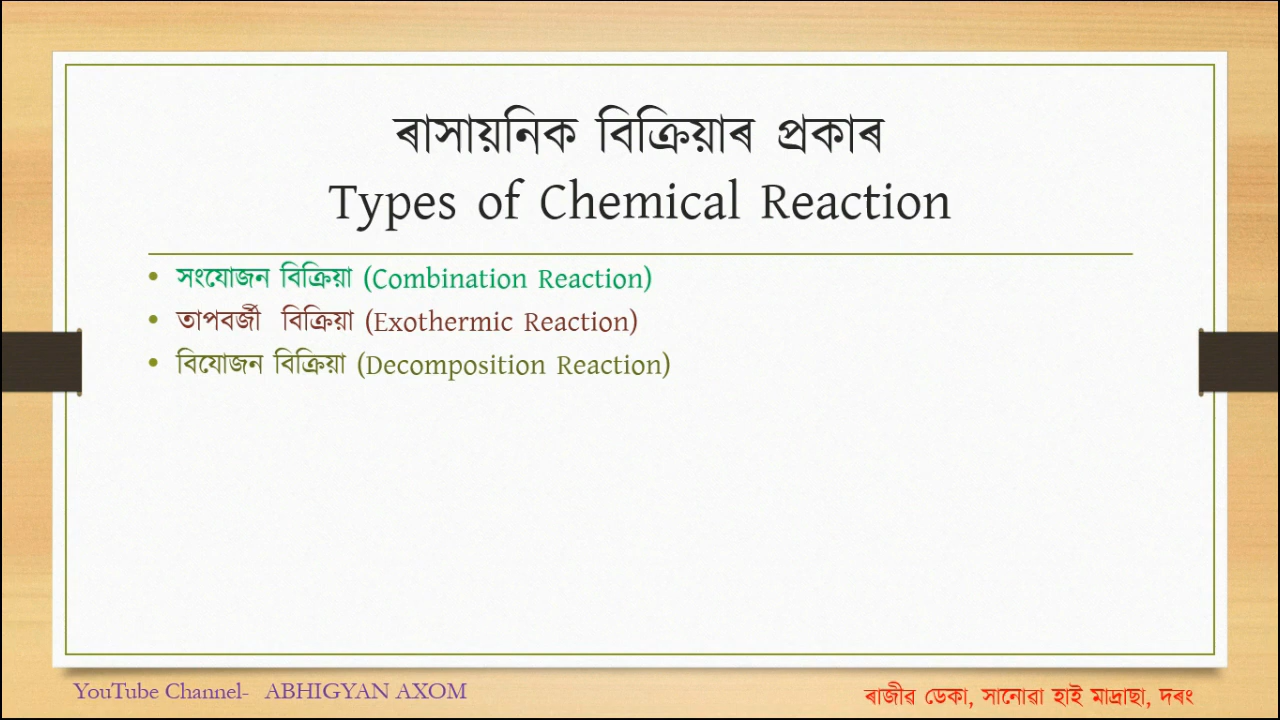 ৰাসায়নিক বিক্ৰিয়াৰ প্ৰকাৰ
Types of Chemical Reaction
• সংযোজন বিক্ৰিয়া (Combination Reaction)
• তাপবৰ্জী বিক্ৰিয়া (Exothermic Reaction)
• বিযোজন বিক্ৰিয়া (Decomposition Reaction)
YouTube Channel- ABHIGYAN AXOM
ৰাজীৱ ডেকা, সানোৱা হাই মাদ্ৰাছা, দৰং